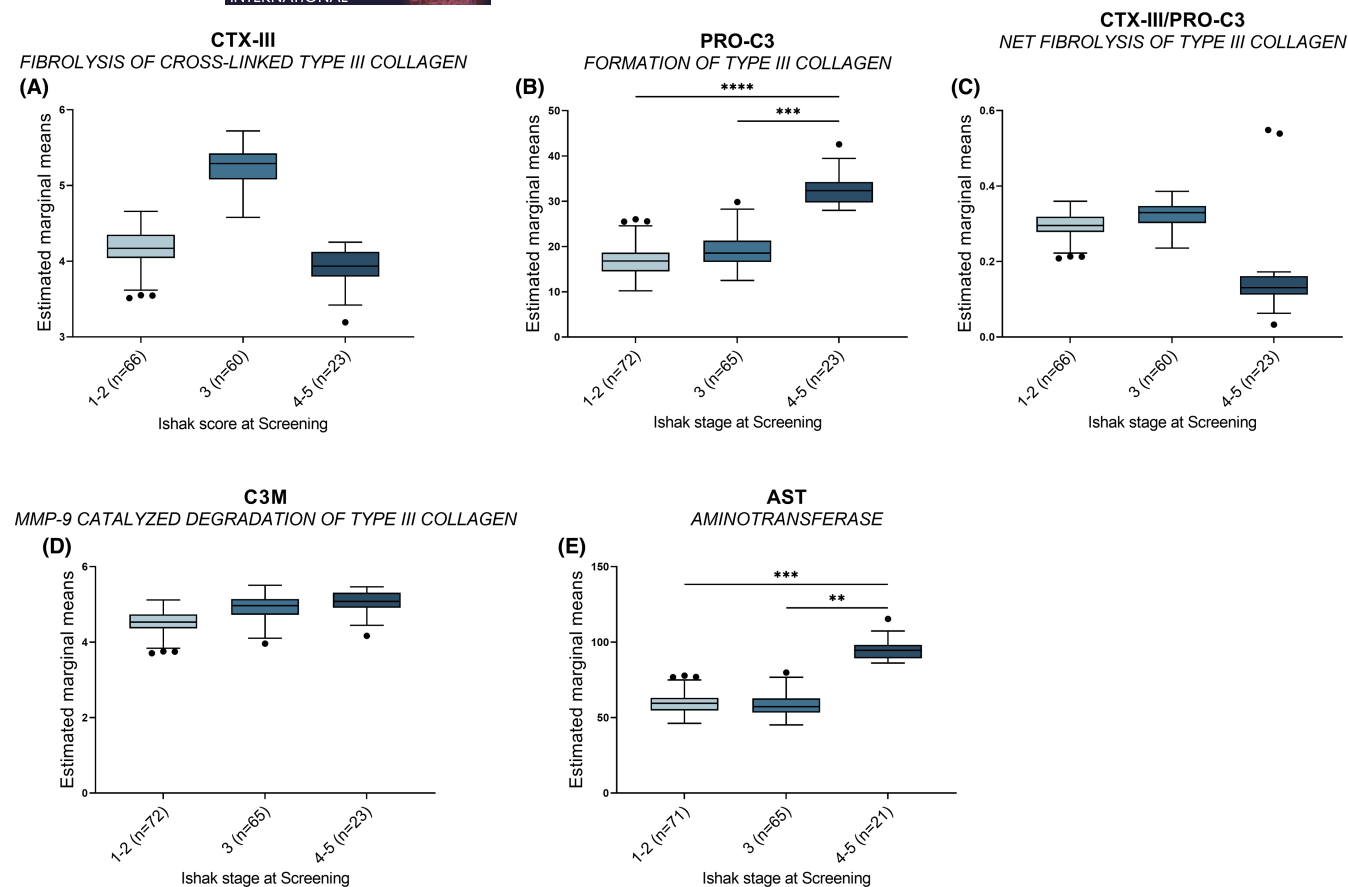 INTERNATIONAL
CTX-III
FIBROLYSIS OF CROSS-LINKED TYPE III COLLAGEN
(A)
Estimated marginal means
6
5
4
3
1-2 (n=66)
3 (n=60)
4-5 (n=23)
Ishak score at Screening
PRO-C3
FORMATION OF TYPE III COLLAGEN
(B)
Estimated marginal means
50
40
30
20
10
0
****
***
1-2 (n=72)
3 (n=65)
4-5 (n=23)
Ishak stage at Screening
CTX-III/PRO-C3
NET FIBROLYSIS OF TYPE III COLLAGEN
(C)
Estimated marginal means
0.6
0.4
0.2
0.0
1-2 (n=66)
3 (n=60)
4-5 (n=23)
Ishak stage at Screening
C3M
MMP-9 CATALYZED DEGRADATION OF TYPE III COLLAGEN
(D)
Estimated marginal means
6
4
2
0
1-2 (n=72)
3 (n=65)
4-5 (n=23)
Ishak stage at Screening
AST
AMINOTRANSFERASE
(E)
Estimated marginal means
150
100
50
0
***
**
1-2 (n=71)
3 (n=65)
4-5 (n=21)
Ishak stage at Screening